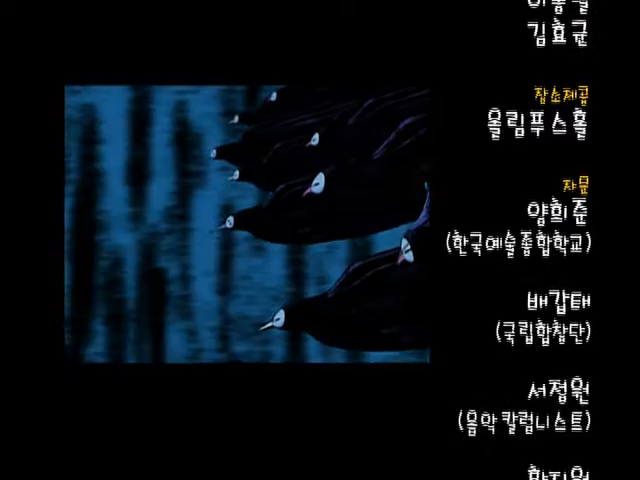 김효균
장소제공
올림푸스홀
자문
양희준
(한국예술종합학교)
배갑태
(국립합창단)
서정원
(음악칼럼니스트)